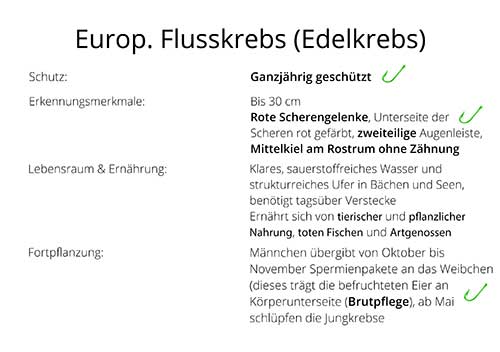 Europ. Flusskrebs (Edelkrebs)
Schutz: Ganzjährig geschützt
Erkennungsmerkmale: Bis 30 cm
Rote Scherengelenke, Unterseite der
Scheren rot gefärbt, zweiteilige Augenleiste,
Mittelkiel am Rostrum ohne Zähnung
Lebensraum & Ernährung: Klares, sauerstoffreiches Wasser und
strukturreiches Ufer in Bächen und Seen,
benötigt tagsüber Verstecke
Ernährt sich von tierischer und pflanzlicher
Nahrung, toten Fischen und Artgenossen
Fortpflanzung: Männchen übergibt von Oktober bis
November Spermienpakete an das Weibchen
(dieses trägt die befruchteten Eier an
Körperunterseite (Brutpflege), ab Mai
schlüpfen die Jungkrebse